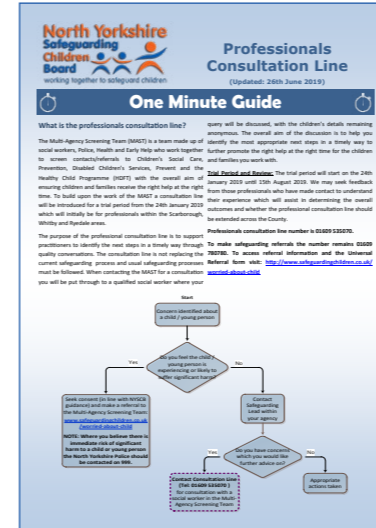 North Yorkshire
Safeguarding
Children
Board
working together to safeguard children
Professionals
Consultation Line
(Updated: 26th June 2019)
One Minute Guide
What is the professionals consultation line?
The Multi-Agency Screening Team (MAST) is a team made up of
social workers, Police, Health and Early Help who work together
to screen contacts/referrals to Children's Social Care,
Prevention, Disabled Children's Services, Prevent and the
Healthy Child Programme (HDFT) with the overall aim of
ensuring children and families receive the right help at the right
time. To build upon the work of the MAST a consultation line
will be introduced for a trial period from the 24th January 2019
which will initially be for professionals within the Scarborough,
Whitby and Ryedale areas.
The purpose of the professional consultation line is to support
practitioners to identify the next steps in a timely way through
quality conversations. The consultation line is not replacing the
current safeguarding process and usual safeguarding processes
must be followed. When contacting the MAST for a consultation
you will be put through to a qualified social worker where your
query will be discussed, with the children's details remaining
anonymous. The overall aim of the discussion is to help you
identify the most appropriate next steps in a timely way to
further promote the right help at the right time for the children
and families you work with.
Trial Period and Review: The trial period will start on the 24th
January 2019 until 15th August 2019. We may seek feedback
from those professionals who have made contact to understand
their experience which will assist in determining the overall
outcomes and whether the professional consultation line should
be extended across the County.
Professionals consultation line number is 01609 535070.
To make safeguarding referrals the number remains 01609
780780. To access referral information and the Universal
Referral form visit: http://www.safeguardingchildren.co.uk/
worried-about-child.
Start
Concern identified about
a child / young person
Do you feel the child /
young person is
experiencing or likely to
suffer significant harm?
Yes
No
Seek consent (in line with NYSCB
guidance) and make a referral to
the Multi-Agency Screening Team
www.safeguardingchildren.co.uk
/worried-about-child
NOTE: Where you believe there is
immediate risk of significant
harm to a child or young person
the North Yorkshire Police should
be contacted on 999.
Contact
Safeguarding
Lead within
your agency
Do you have concerns
which you would like
further advice on?
Yes
No
Contact Consultation Line
(Tel: 01609 535070 )
for consultation with a
social worker in the Multi-
Agency Screening Team
Appropriate
actions taken